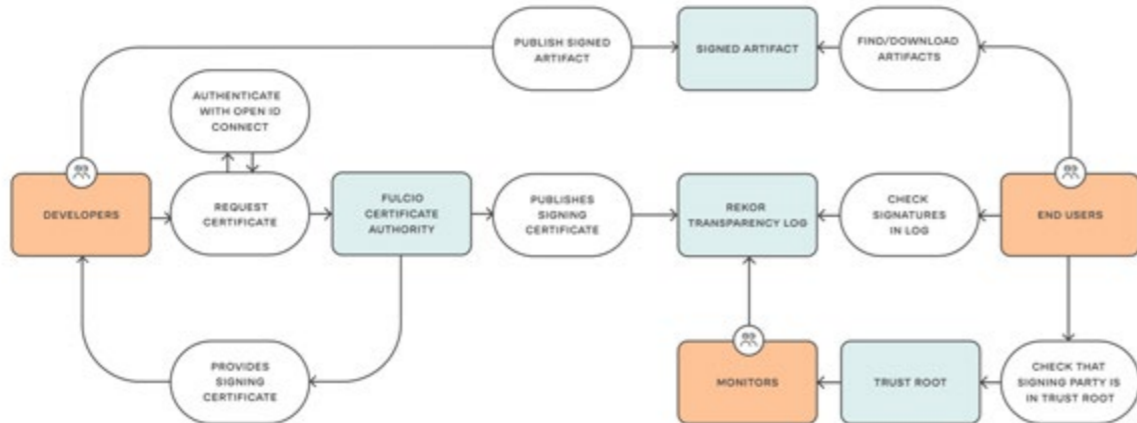 PUBLISH SIGNED
ARTIFACT
SIGNED ARTIFACT
FIND/DOWNLOAD
ARTIFACTS
AUTHENTICATE
WITH OPEN ID
CONNECT
DEVELOPERS
REQUEST
CERTIFICATE
FULCIO
CERTIFICATE
AUTHORITY
PUBLISHES
SIGNING
CERTIFICATE
REKOR
TRANSPARENCY LOG
CHECK
SIGNATURES
IN LOG
END USERS
PROVIDES
SIGNING
CERTIFICATE
MONITORS
TRUST ROOT
CHECK THAT
SIGNING PARTY IS
IN TRUST ROOT